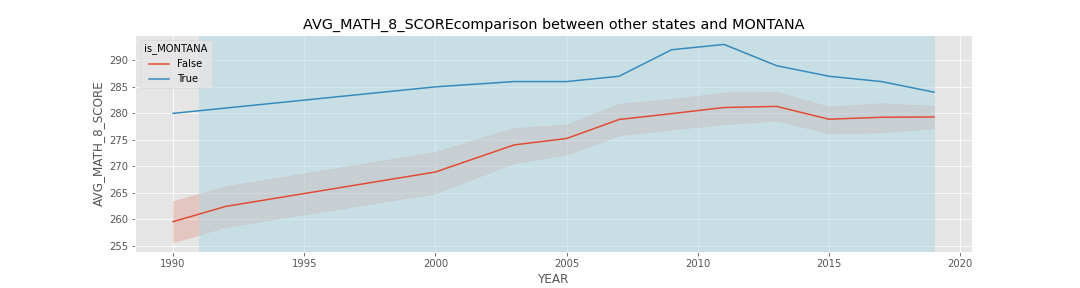 AVG_MATH_8_SCOREcomparison between other states and MONTANA
is_MONTANA
False
True
290
285
280
275
270
265
260
255
AVG_MATH_8_SCORE
1990 1995 2000 2005 2010 2015 2020
YEAR